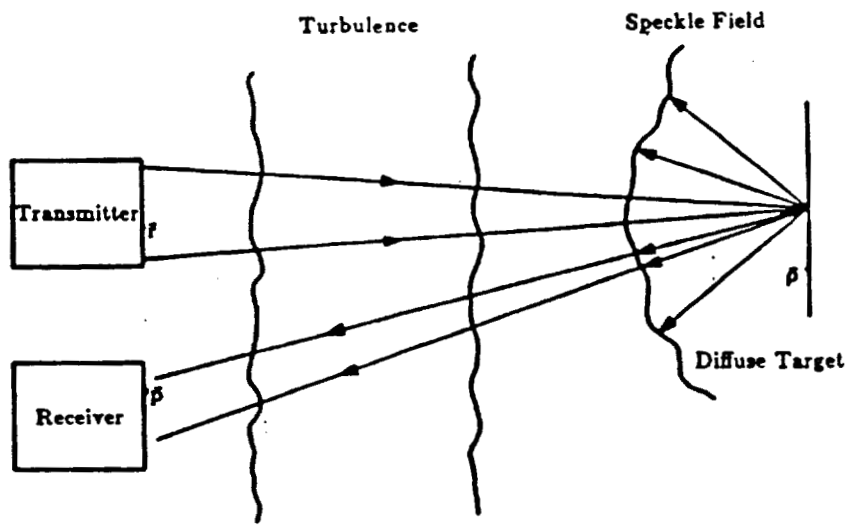 Turbulence
Speckle Field
Transmitter
r̄
ρ̄
Diffuse Target
p̄
Receiver